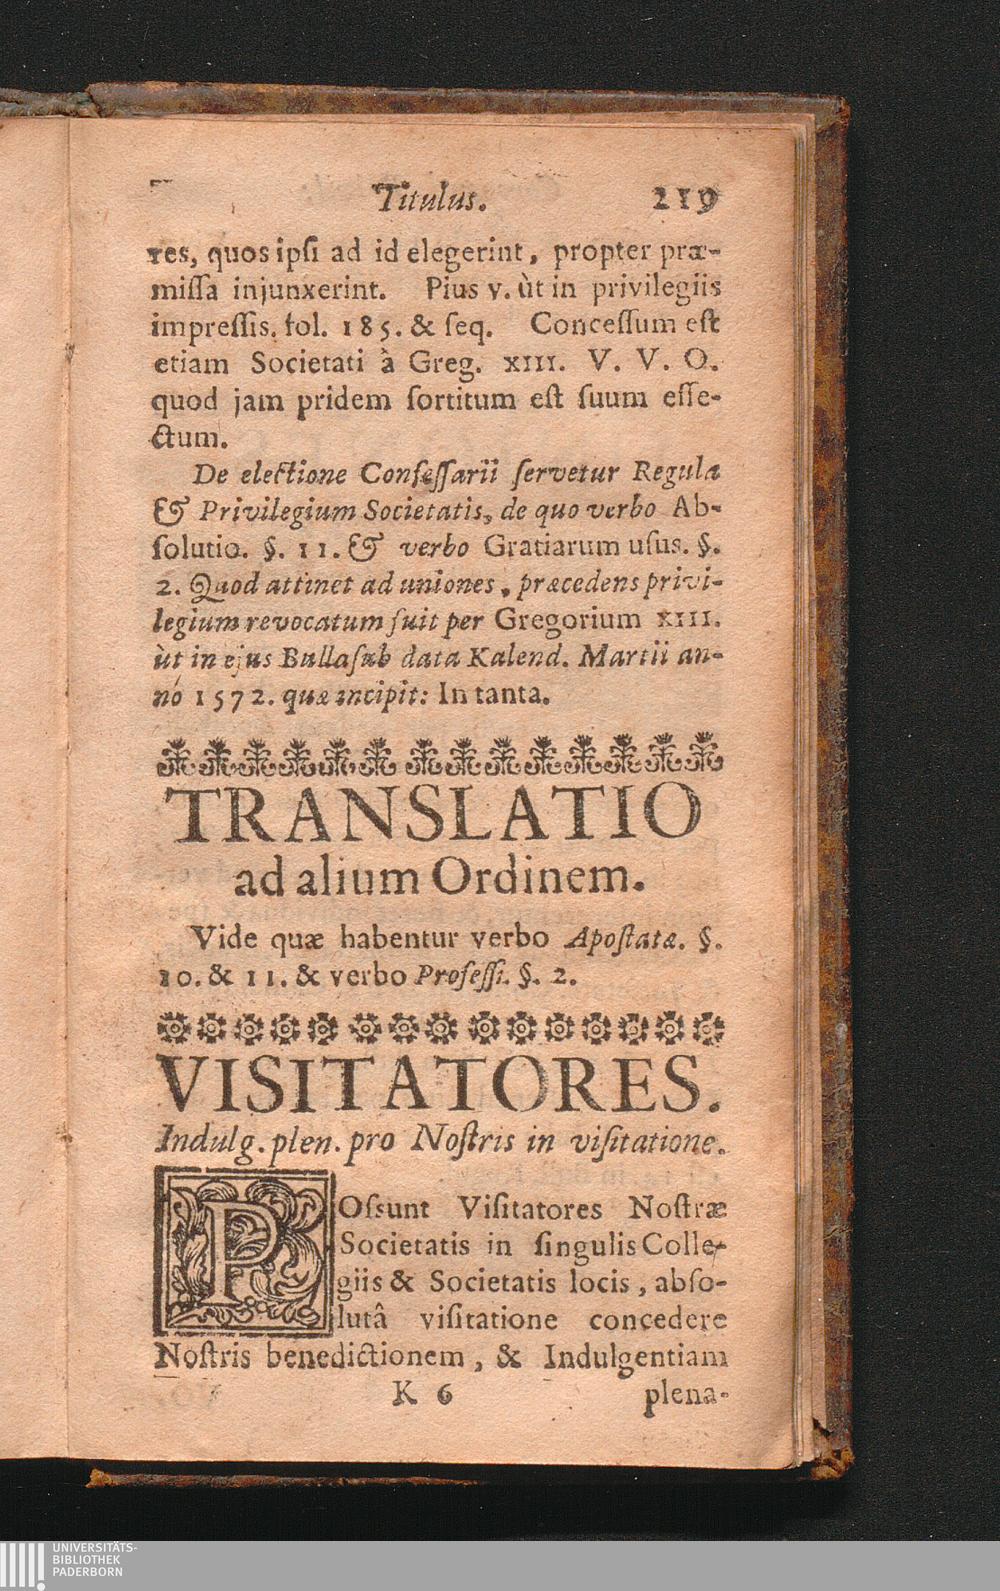 Titulus. 219
res, quos ipsi ad id elegerint, propter præ-
missa injunxerint. Pius v. ùt in privilegiis
impressis. fol. 185. & seq. Concessum est
etiam Societati à Greg. XIII. V. V. O.
quod jam pridem sortitum est suum effe-
ctum.
De electione Confessarii servetur Regula
& Privilegium Societatis, de quo verbo Ab-
solutio. §. 11. & verbo Gratiarum usus. §.
2. Quod attinet ad uniones, præcedens privi-
legium revocatum fuit per Gregorium XIII.
ùt in ejus Bulla sub data Kalend. Martii an-
nó 1572. quæ incipit: In tanta.
TRANSLATIO
ad alium Ordinem.
Vide quæ habentur verbo Apostatæ. §.
10. & 11. & verbo Professi. §. 2.
VISITATORES.
Indulg. plen. pro Nostris in visitatione.
POssunt Visitatores Nostræ
Societatis in singulis Colle-
giis & Societatis locis, abso-
lutâ visitatione concedere
Nostris benedictionem, & Indulgentiam
K 6 plena-
UNIVERSITÄTS-
BIBLIOTHEK
PADERBORN